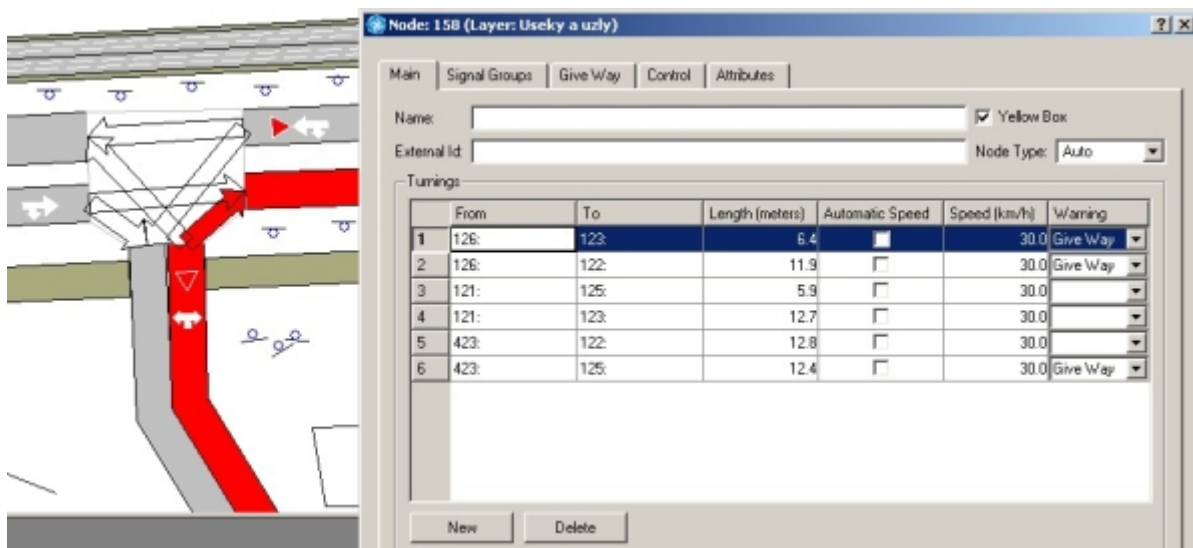 Node: 158 (Layer: Useky a uzly)
Main Signal Groups Give Way Control Attributes
Name: Yellow Box
External Id: Node Type: Auto
Turnings
From To Length (meters) Automatic Speed Speed (km/h) Warning
1 126: 123: 6.4 30.0 Give Way
2 126: 122: 11.9 30.0 Give Way
3 121: 125: 5.9 30.0
4 121: 123: 12.7 30.0
5 423: 122: 12.8 30.0
6 423: 125: 12.4 30.0 Give Way
New Delete